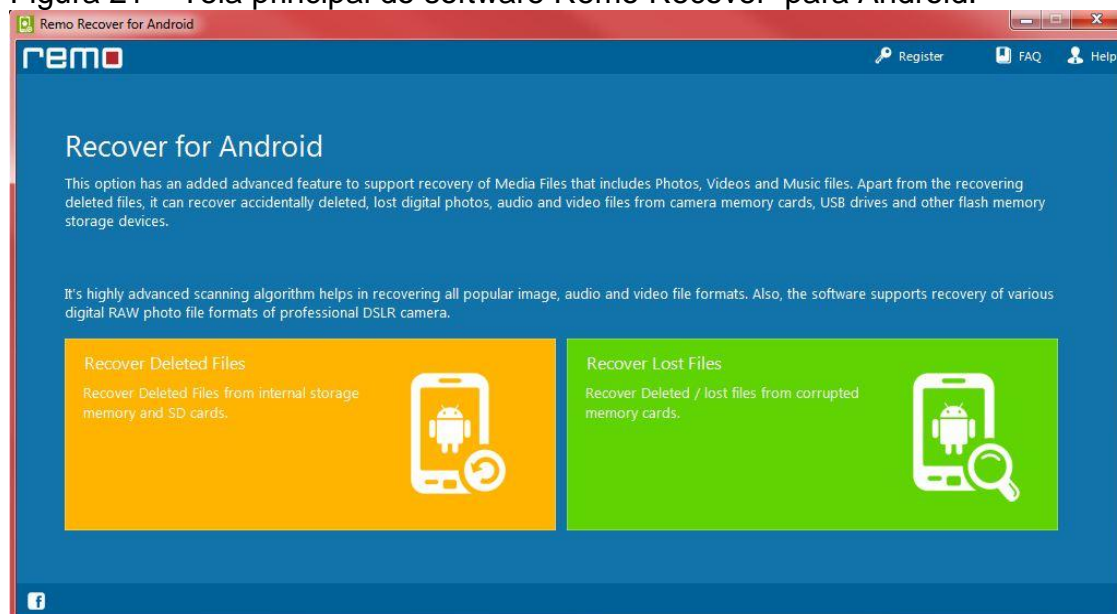 Figura 21 – Tela principal do software Remo Recover para Android.
Remo Recover for Android
remo
Register
FAQ
Help
Recover for Android
This option has an added advanced feature to support recovery of Media Files that includes Photos, Videos and Music files. Apart from the recovering
deleted files, it can recover accidentally deleted, lost digital photos, audio and video files from camera memory cards, USB drives and other flash memory
storage devices.
It's highly advanced scanning algorithm helps in recovering all popular image, audio and video file formats. Also, the software supports recovery of various
digital RAW photo file formats of professional DSLR camera.
Recover Deleted Files
Recover Deleted Files from internal storage
memory and SD cards.
Recover Lost Files
Recover Deleted / lost files from corrupted
memory cards.